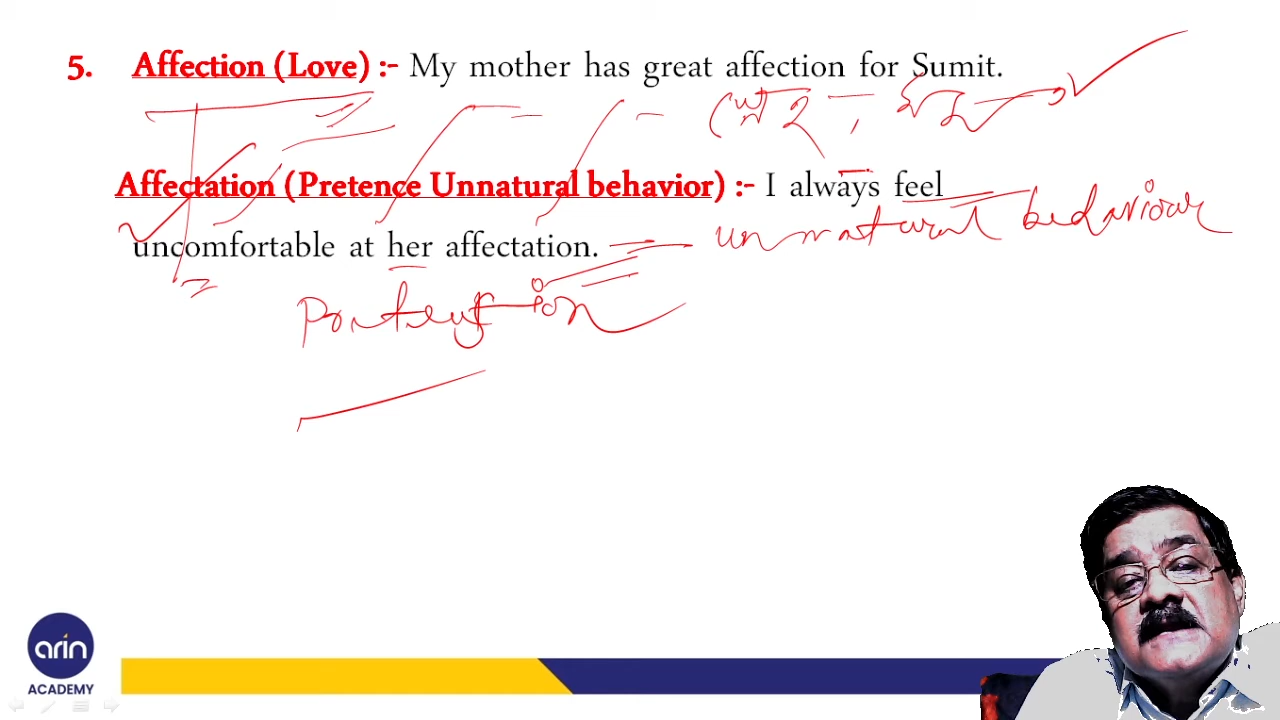 5. Affection (Love) :- My mother has great affection for Sumit.
Affectation (Pretence Unnatural behavior) :- I always feel
unnatural behaviour
uncomfortable at her affectation.
arin
ACADEMY